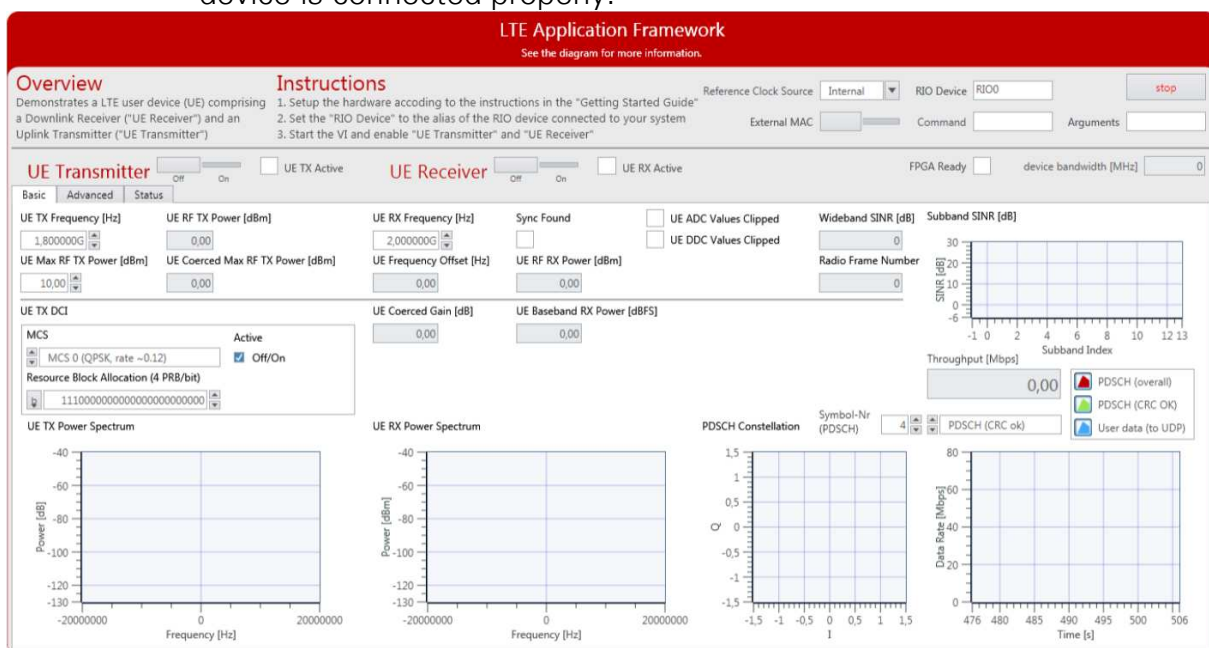 device is connected properly.
LTE Application Framework
See the diagram for more information.
Overview
Demonstrates a LTE user device (UE) comprising
a Downlink Receiver ("UE Receiver") and an
Uplink Transmitter ("UE Transmitter")
Instructions
1. Setup the hardware accoding to the instructions in the "Getting Started Guide"
2. Set the "RIO Device" to the alias of the RIO device connected to your system
3. Start the VI and enable "UE Transmitter" and "UE Receiver"
Reference Clock Source Internal RIO Device RIO0 stop
External MAC Command Arguments
UE Transmitter Off On UE TX Active UE Receiver Off On UE RX Active FPGA Ready device bandwidth [MHz] 0
Basic Advanced Status
UE TX Frequency [Hz] UE RF TX Power [dBm] UE RX Frequency [Hz] Sync Found UE ADC Values Clipped Wideband SINR [dB] Subband SINR [dB]
1,800000G 0,00 2,000000G UE DDC Values Clipped 0
UE Max RF TX Power [dBm] UE Coerced Max RF TX Power [dBm] UE Frequency Offset [Hz] UE RF RX Power [dBm] Radio Frame Number
10,00 0,00 0,00 0,00 0
SINR [dB]
30
20
10
0
-6
-1 0 2 4 6 8 10 12 13
Subband Index
UE TX DCI UE Coerced Gain [dB] UE Baseband RX Power [dBFS]
0,00 0,00
MCS Active
MCS 0 (QPSK, rate ~0.12) Off/On
Resource Block Allocation (4 PRB/bit)
b 1110000000000000000000000
Throughput [Mbps]
0,00
PDSCH (overall)
PDSCH (CRC OK)
User data (to UDP)
UE TX Power Spectrum
Power [dB]
-40
-60
-80
-100
-120
-130
-20000000 0 20000000
Frequency [Hz]
UE RX Power Spectrum
Power [dBm]
-40
-60
-80
-100
-120
-130
-20000000 0 20000000
Frequency [Hz]
PDSCH Constellation Symbol-Nr
(PDSCH) 4 PDSCH (CRC ok)
Q
1,5
1
0,5
0
-0,5
-1
-1,5
-1,5 -1 -0,5 0 0,5 1 1,5
I
Data Rate [Mbps]
80
60
40
20
0
476 480 485 490 495 500 506
Time [s]